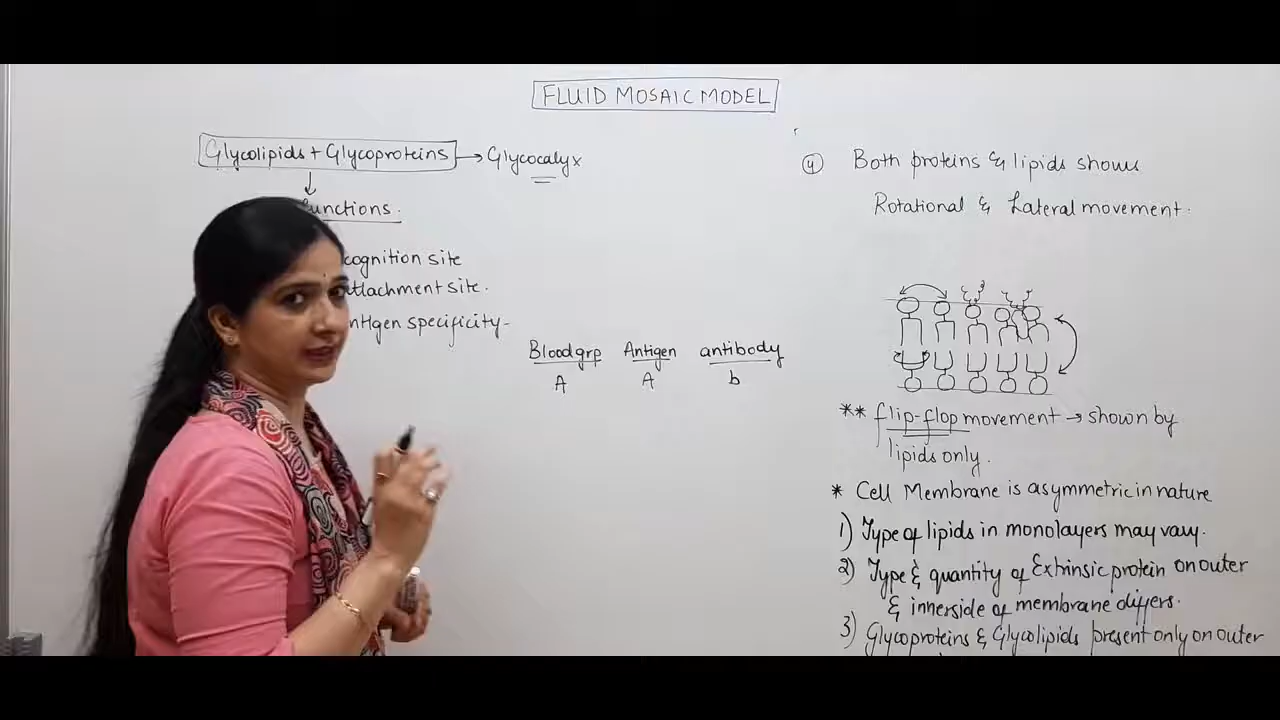 FLUID MOSAIC MODEL
Glycolipids + Glycoproteins → Glycocalyx
functions.
cognition site
attachment site.
antigen specificity-
Bloodgrp Antigen antibody
A A b
④ Both proteins & lipids shows
Rotational & Lateral movement.
** flip-flop movement → shown by
lipids only.
* Cell Membrane is asymmetric in nature
1) Type of lipids in monolayers may vary.
2) Type & quantity of Extrinsic protein on outer
& innerside of membrane differs.
3) Glycoproteins & Glycolipids present only on outer